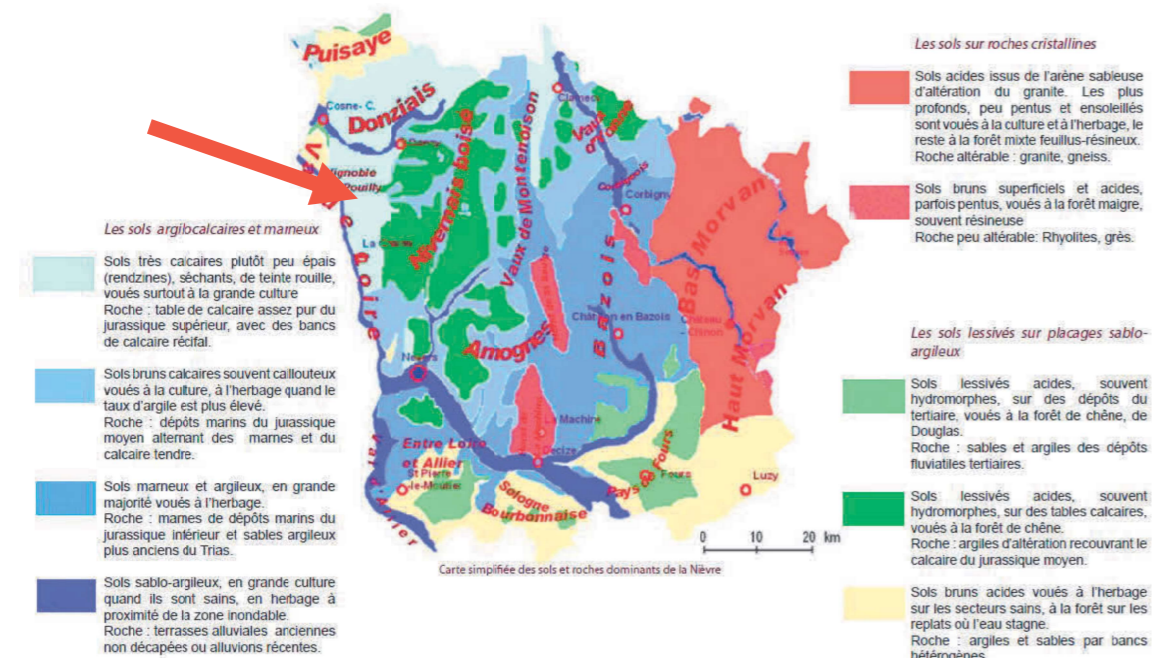 Puisaye
Cosne- C.
Donziais
Nivernais boisé
Vaux de Montenoison
Clamecy
Vaux
d'Yonne
Corbigeois
Corbigny
Vignoble
Pouilly
La
Loire
Bazois
Bas Morvan
Haut Morvan
Châtillon en Bazois
Château
- Chinon
Amognes
Nevers
La Machine
Decize
Entre Loire
et Allier
St Pierre
-le-Moutier
Val d'Allier
Sologne
Bourbonnaise
Pays de Fours
Fours
Luzy
0 10 20 km
Carte simplifiée des sols et roches dominants de la Nièvre
Les sols argilocalcaires et marneux
Sols très calcaires plutôt peu épais
(rendzines), séchants, de teinte rouille,
voués surtout à la grande culture
Roche : table de calcaire assez pur du
jurassique supérieur, avec des bancs
de calcaire récifal.
Sols bruns calcaires souvent caillouteux
voués à la culture, à l'herbage quand le
taux d'argile est plus élevé.
Roche : dépôts marins du jurassique
moyen alternant des marnes et du
calcaire tendre.
Sols marneux et argileux, en grande
majorité voués à l'herbage.
Roche : marnes de dépôts marins du
jurassique inférieur et sables argileux
plus anciens du Trias.
Sols sablo-argileux, en grande culture
quand ils sont sains, en herbage à
proximité de la zone inondable.
Roche : terrasses alluviales anciennes
non décapées ou alluvions récentes.
Les sols sur roches cristallines
Sols acides issus de l'arène sableuse
d'altération du granite. Les plus
profonds, peu pentus et ensoleillés
sont voués à la culture et à l'herbage, le
reste à la forêt mixte feuillus-résineux.
Roche altérable : granite, gneiss.
Sols bruns superficiels et acides,
parfois pentus, voués à la forêt maigre,
souvent résineuse
Roche peu altérable: Rhyolites, grès.
Les sols lessivés sur placages sablo-
argileux
Sols lessivés acides, souvent
hydromorphes, sur des dépôts du
tertiaire, voués à la forêt de chêne, de
Douglas.
Roche : sables et argiles des dépôts
fluviatiles tertiaires.
Sols lessivés acides, souvent
hydromorphes, sur des tables calcaires,
voués à la forêt de chêne.
Roche : argiles d'altération recouvrant le
calcaire du jurassique moyen.
Sols bruns acides voués à l'herbage
sur les secteurs sains, à la forêt sur les
replats où l'eau stagne.
Roche : argiles et sables par bancs
hétérogènes.